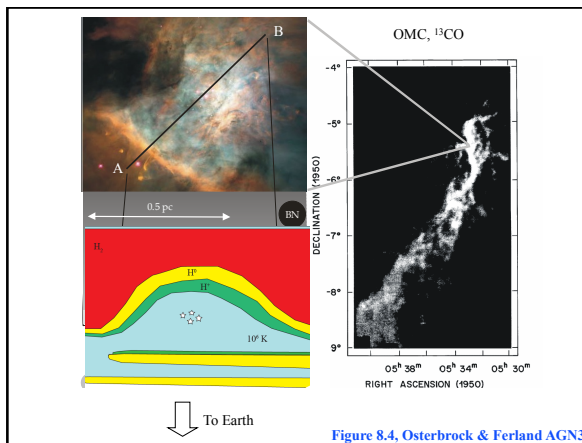 B
A
0.5 pc
BN
H₂
H⁰
H⁺
10⁶ K
To Earth
OMC, ¹³CO
DECLINATION (1950)
-4°
-5°
-6°
-7°
-8°
9°
05ʰ 38ᵐ 05ʰ 34ᵐ 05ʰ 30ᵐ
RIGHT ASCENSION (1950)
Figure 8.4, Osterbrock & Ferland AGN3